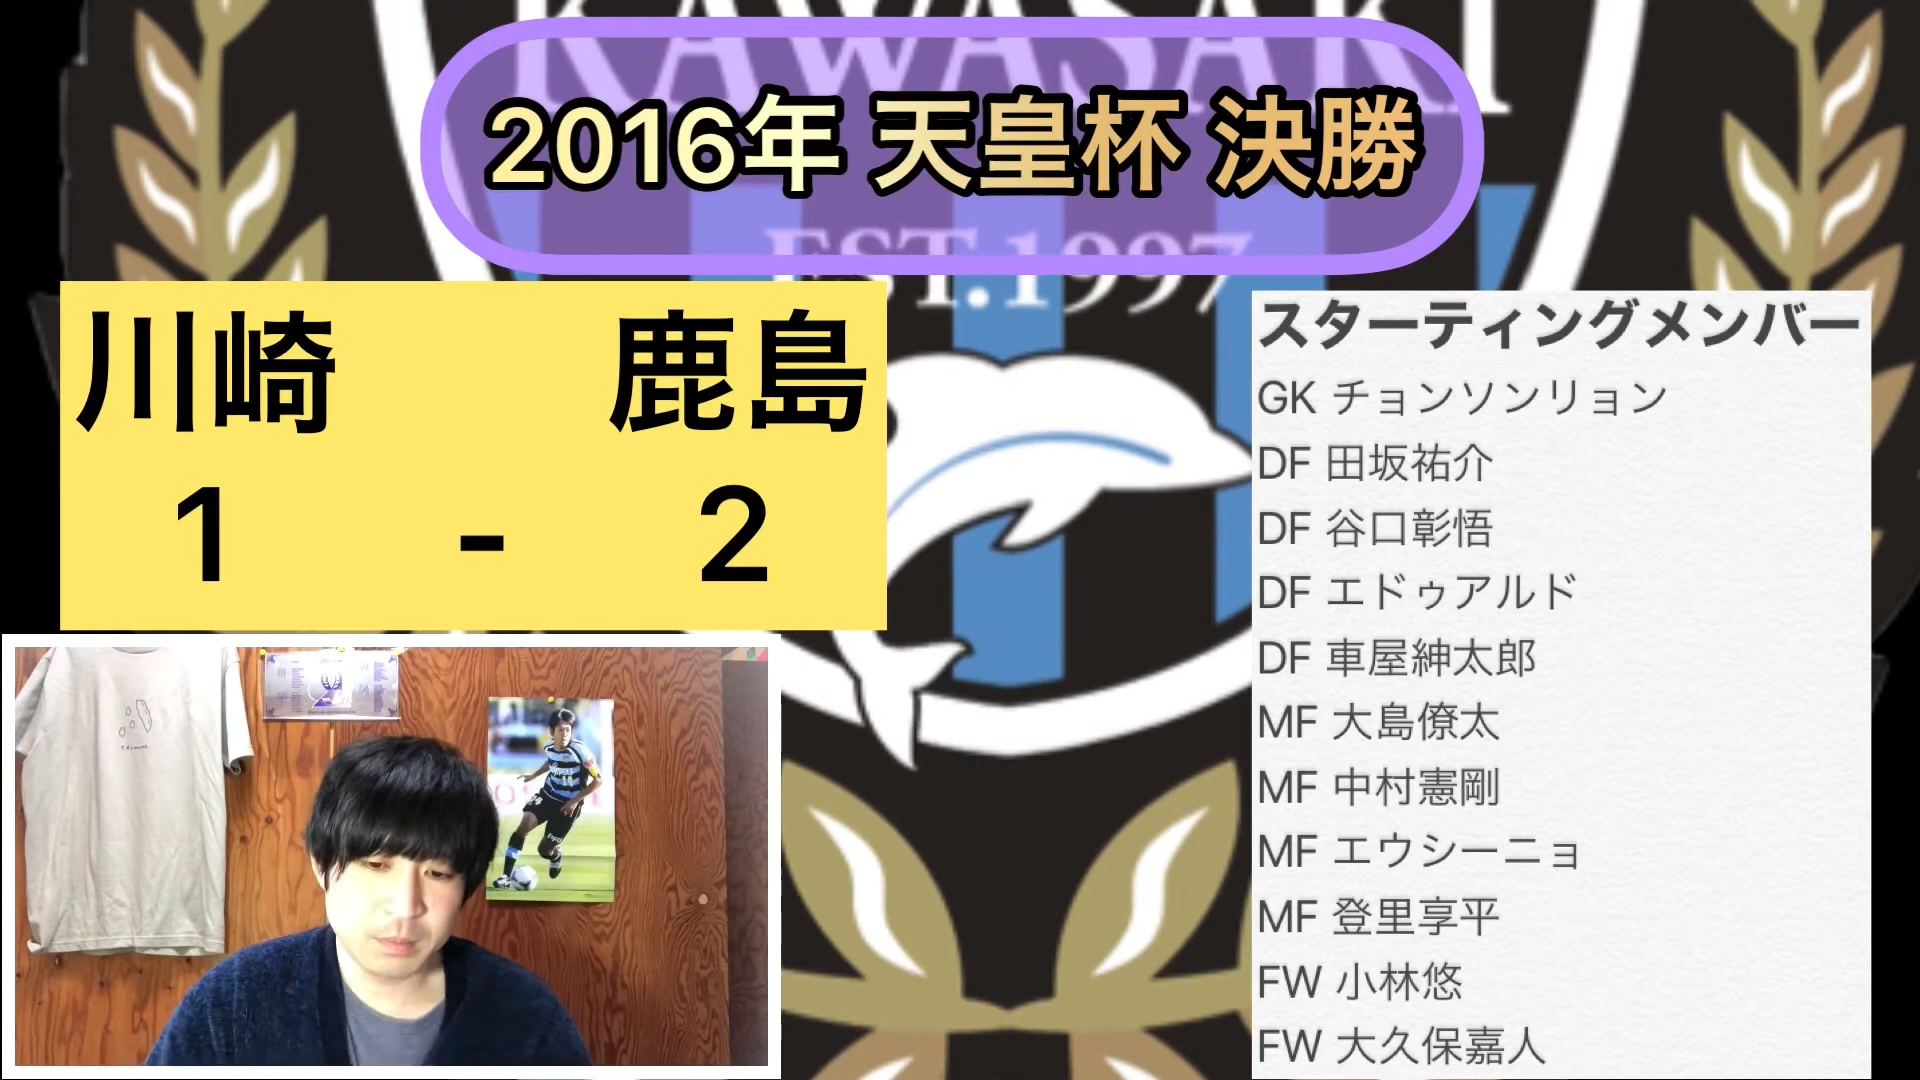 KAWASAKI
2016年 天皇杯 決勝
EST.1997
川崎 鹿島
1 - 2
スターティングメンバー
GK チョンソンリョン
DF 田坂祐介
DF 谷口彰悟
DF エドゥアルド
DF 車屋紳太郎
MF 大島僚太
MF 中村憲剛
MF エウシーニョ
MF 登里享平
FW 小林悠
FW 大久保嘉人
14